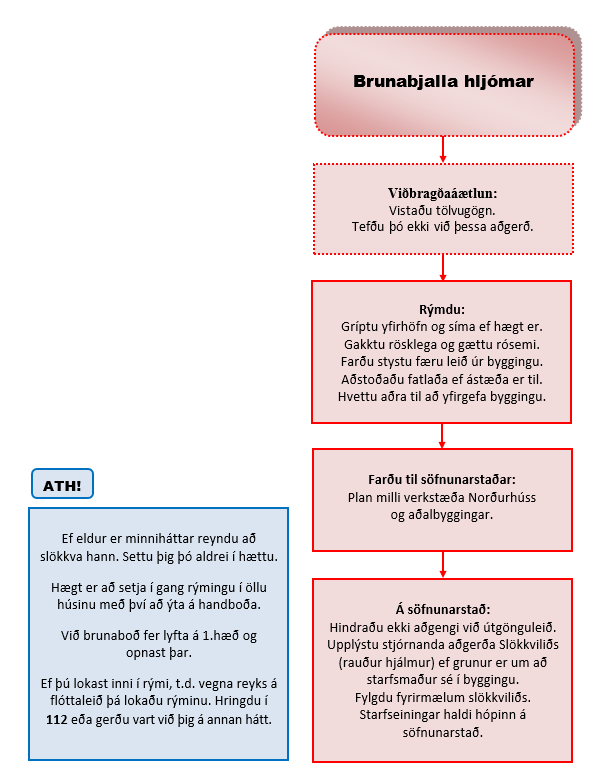 Brunabjalla hljómar
Viðbragðaáætlun:
Vistaðu tölvugögn.
Tefðu þó ekki við þessa aðgerð.
Rýmdu:
Gríptu yfirhöfn og síma ef hægt er.
Gakktu rösklega og gættu rósemi.
Farðu stystu færu leið úr byggingu.
Aðstoðaðu fatlaða ef ástæða er til.
Hvettu aðra til að yfirgefa byggingu.
Farðu til söfnunarstaðar:
Plan milli verkstæða Norðurhúss
og aðalbyggingar.
Á söfnunarstað:
Hindraðu ekki aðgengi við útgönguleið.
Upplýstu stjórnanda aðgerða Slökkviliðs
(rauður hjálmur) ef grunur er um að
starfsmaður sé í byggingu.
Fylgdu fyrirmælum slökkviliðs.
Starfseiningar haldi hópinn á
söfnunarstað.
ATH!
Ef eldur er minniháttar reyndu að
slökkva hann. Settu þig þó aldrei í hættu.
Hægt er að setja í gang rýmingu í öllu
húsinu með því að ýta á handboða.
Við brunaboð fer lyfta á 1.hæð og
opnast þar.
Ef þú lokast inni í rými, t.d. vegna reyks á
flóttaleið þá lokaðu rýminu. Hringdu í
112 eða gerðu vart við þig á annan hátt.